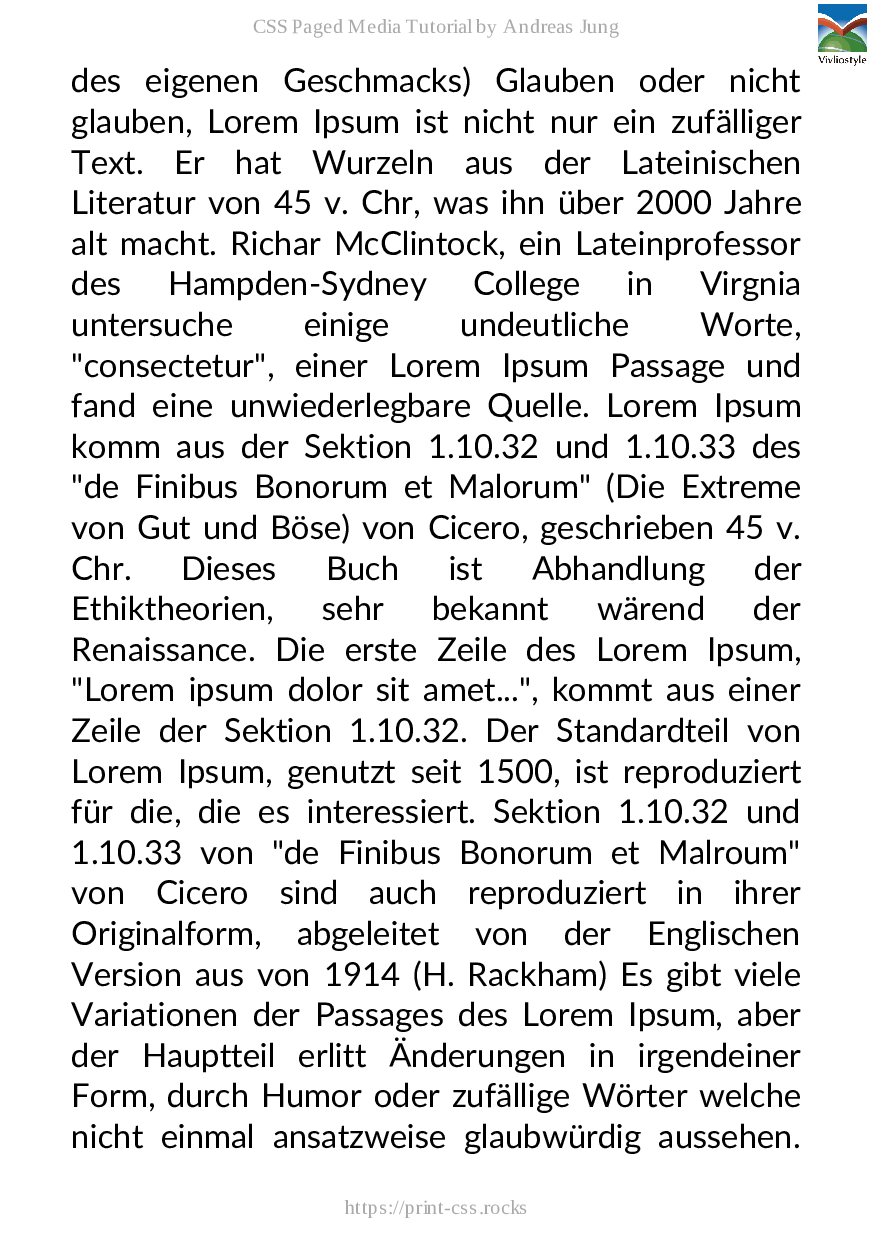 CSS Paged Media Tutorial by Andreas Jung
Vivliostyle
des eigenen Geschmacks) Glauben oder nicht
glauben, Lorem Ipsum ist nicht nur ein zufälliger
Text. Er hat Wurzeln aus der Lateinischen
Literatur von 45 v. Chr, was ihn über 2000 Jahre
alt macht. Richar McClintock, ein Lateinprofessor
des Hampden-Sydney College in Virgnia
untersuche einige undeutliche Worte,
"consectetur", einer Lorem Ipsum Passage und
fand eine unwiederlegbare Quelle. Lorem Ipsum
komm aus der Sektion 1.10.32 und 1.10.33 des
"de Finibus Bonorum et Malorum" (Die Extreme
von Gut und Böse) von Cicero, geschrieben 45 v.
Chr. Dieses Buch ist Abhandlung der
Ethiktheorien, sehr bekannt wärend der
Renaissance. Die erste Zeile des Lorem Ipsum,
"Lorem ipsum dolor sit amet...", kommt aus einer
Zeile der Sektion 1.10.32. Der Standardteil von
Lorem Ipsum, genutzt seit 1500, ist reproduziert
für die, die es interessiert. Sektion 1.10.32 und
1.10.33 von "de Finibus Bonorum et Malroum"
von Cicero sind auch reproduziert in ihrer
Originalform, abgeleitet von der Englischen
Version aus von 1914 (H. Rackham) Es gibt viele
Variationen der Passages des Lorem Ipsum, aber
der Hauptteil erlitt Änderungen in irgendeiner
Form, durch Humor oder zufällige Wörter welche
nicht einmal ansatzweise glaubwürdig aussehen.
https://print-css.rocks